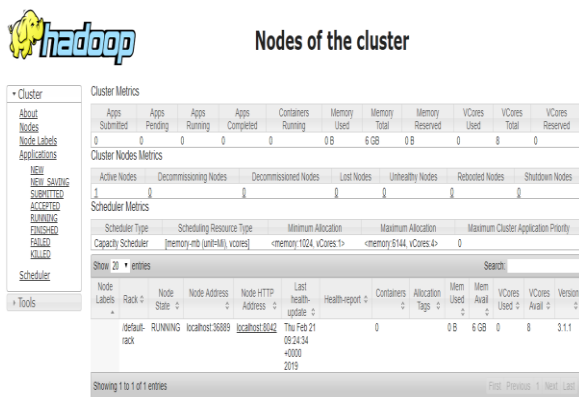 hadoop
Nodes of the cluster
Cluster
About
Nodes
Node Labels
Applications
NEW
NEW SAVING
SUBMITTED
ACCEPTED
RUNNING
FINISHED
FAILED
KILLED
Scheduler
Tools
Cluster Metrics
Apps Submitted Apps Pending Apps Running Apps Completed Containers Running Memory Used Memory Total Memory Reserved VCores Used VCores Total VCores Reserved
0 0 0 0 0 0 B 6 GB 0 B 0 8 0
Cluster Nodes Metrics
Active Nodes Decommissioning Nodes Decommissioned Nodes Lost Nodes Unhealthy Nodes Rebooted Nodes Shutdown Nodes
1 0 0 0 0 0 0
Scheduler Metrics
Scheduler Type Scheduling Resource Type Minimum Allocation Maximum Allocation Maximum Cluster Application Priority
Capacity Scheduler [memory-mb (unit=Mi), vcores] <memory:1024, vCores:1> <memory:6144, vCores:4> 0
Show 20 entries Search:
Node Labels Rack Node State Node Address Node HTTP Address Last health-update Health-report Containers Allocation Tags Mem Used Mem Avail VCores Used VCores Avail Version
/default-rack RUNNING localhost:36889 localhost:8042 Thu Feb 21 09:24:34 +0000 2019 0 0 B 6 GB 0 8 3.1.1
Showing 1 to 1 of 1 entries First Previous 1 Next Last